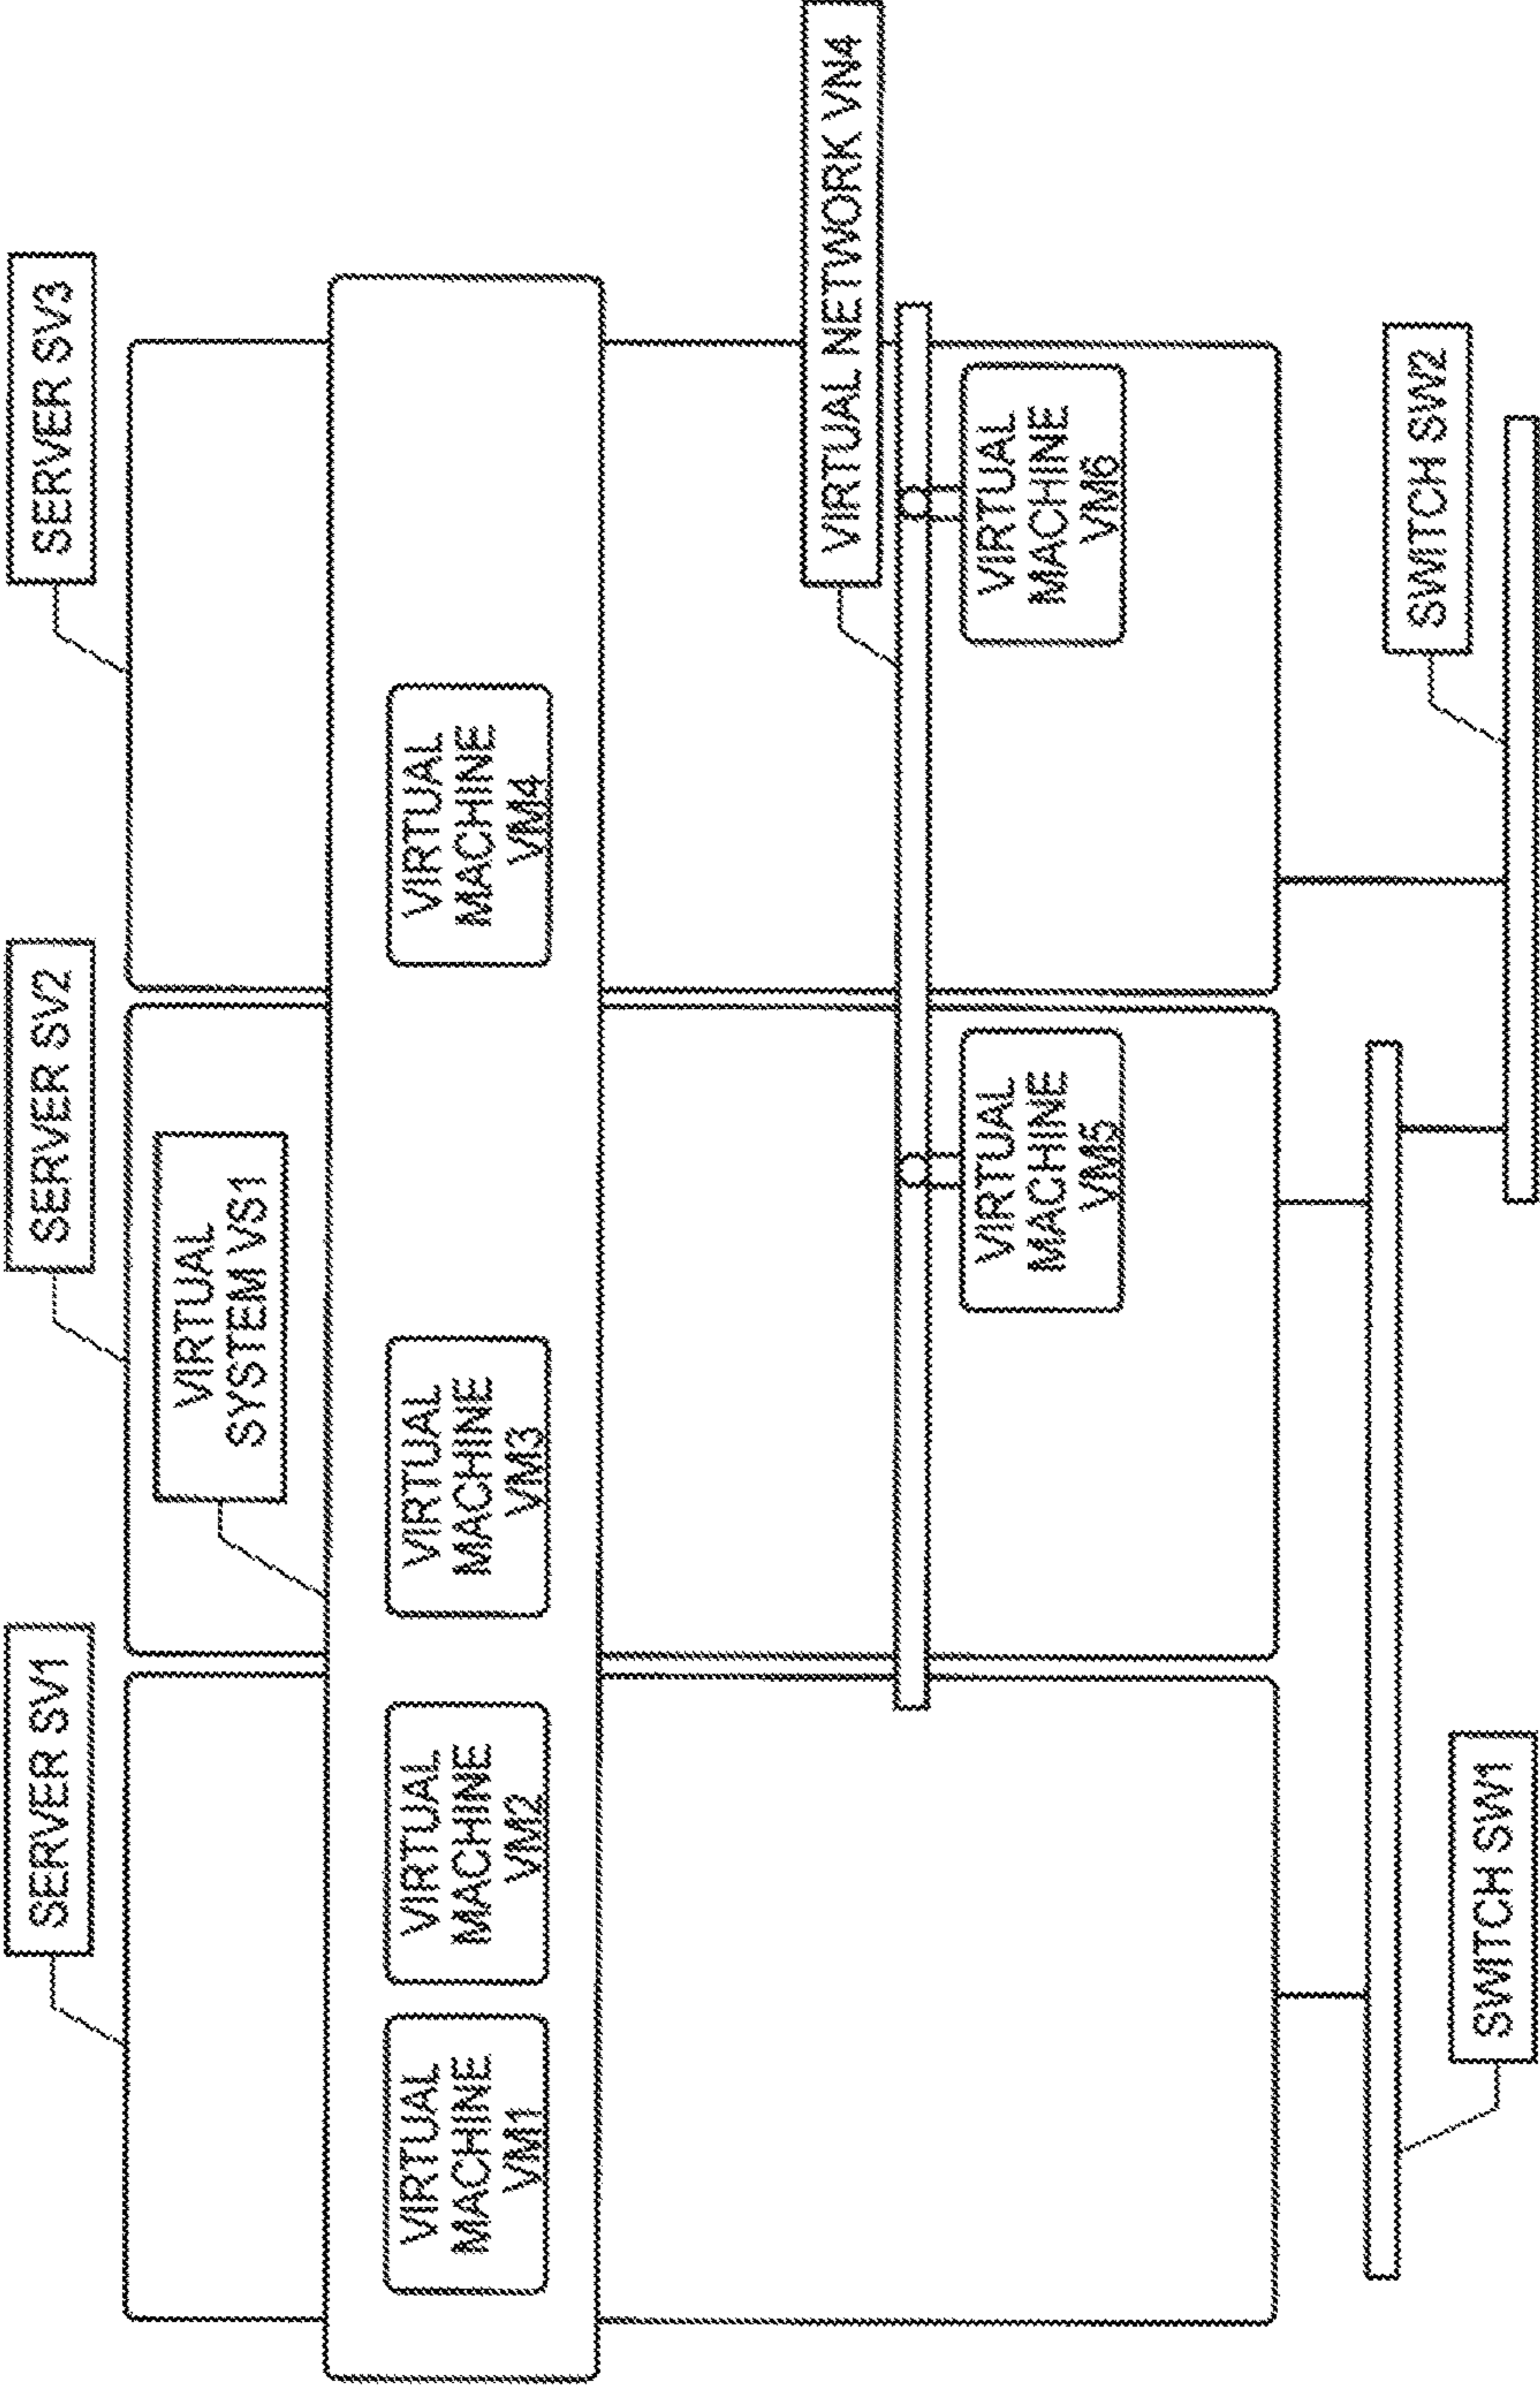 SERVER SV1
SERVER SV2
SERVER SV3
VIRTUAL
SYSTEM VS1
VIRTUAL
MACHINE
VM1
VIRTUAL
MACHINE
VM2
VIRTUAL
MACHINE
VM3
VIRTUAL
MACHINE
VM4
VIRTUAL NETWORK VN4
VIRTUAL
MACHINE
VM5
VIRTUAL
MACHINE
VM6
SWITCH SW1
SWITCH SW2